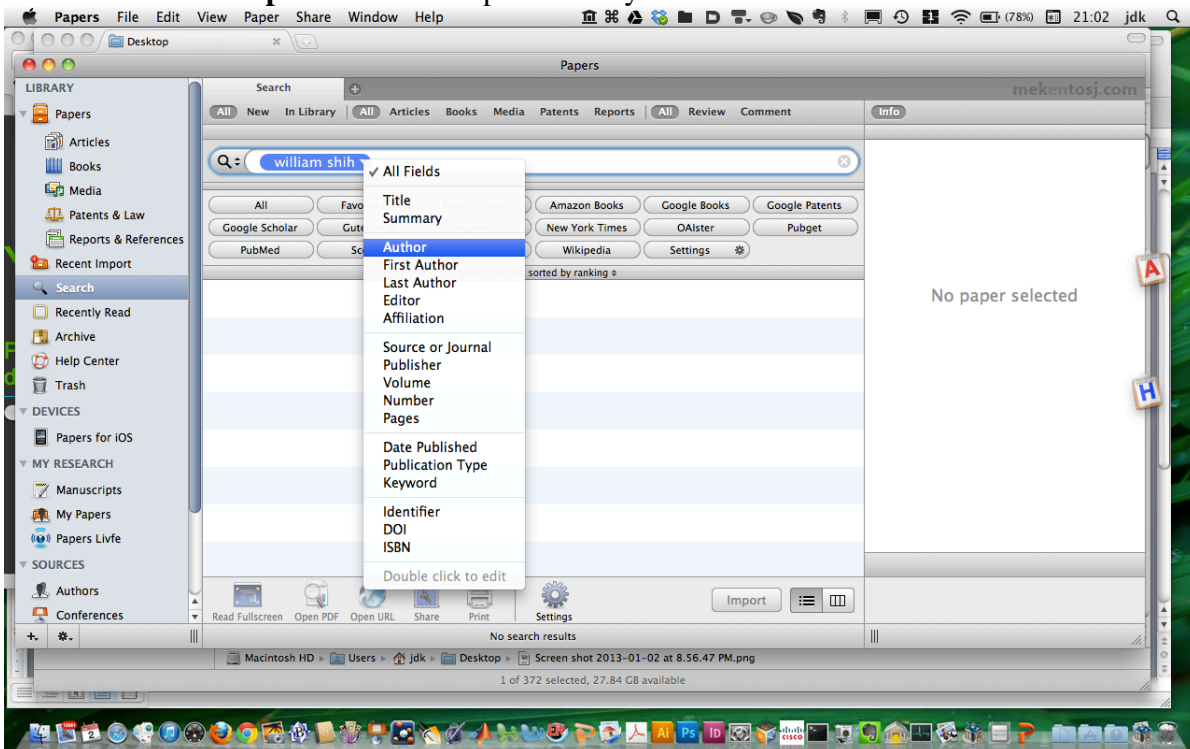 Papers File Edit View Paper Share Window Help (78%) 21:02 jdk
Desktop
Papers
LIBRARY
Papers
Articles
Books
Media
Patents & Law
Reports & References
Recent Import
Search
Recently Read
Archive
Help Center
Trash
DEVICES
Papers for iOS
MY RESEARCH
Manuscripts
My Papers
Papers Livfe
SOURCES
Authors
Conferences
Search mekentosj.com
All New In Library All Articles Books Media Patents Reports All Review Comment Info
william shih
All Amazon Books Google Books Google Patents
Google Scholar New York Times OAIster Pubget
PubMed Wikipedia Settings
sorted by ranking
All Fields
Title
Summary
Author
First Author
Last Author
Editor
Affiliation
Source or Journal
Publisher
Volume
Number
Pages
Date Published
Publication Type
Keyword
Identifier
DOI
ISBN
Double click to edit
No paper selected
A
H
Read Fullscreen Open PDF Open URL Share Print Settings Import
No search results
Macintosh HD Users jdk Desktop Screen shot 2013-01-02 at 8.56.47 PM.png
1 of 372 selected, 27.84 GB available
Ai Ps ID
CISCO